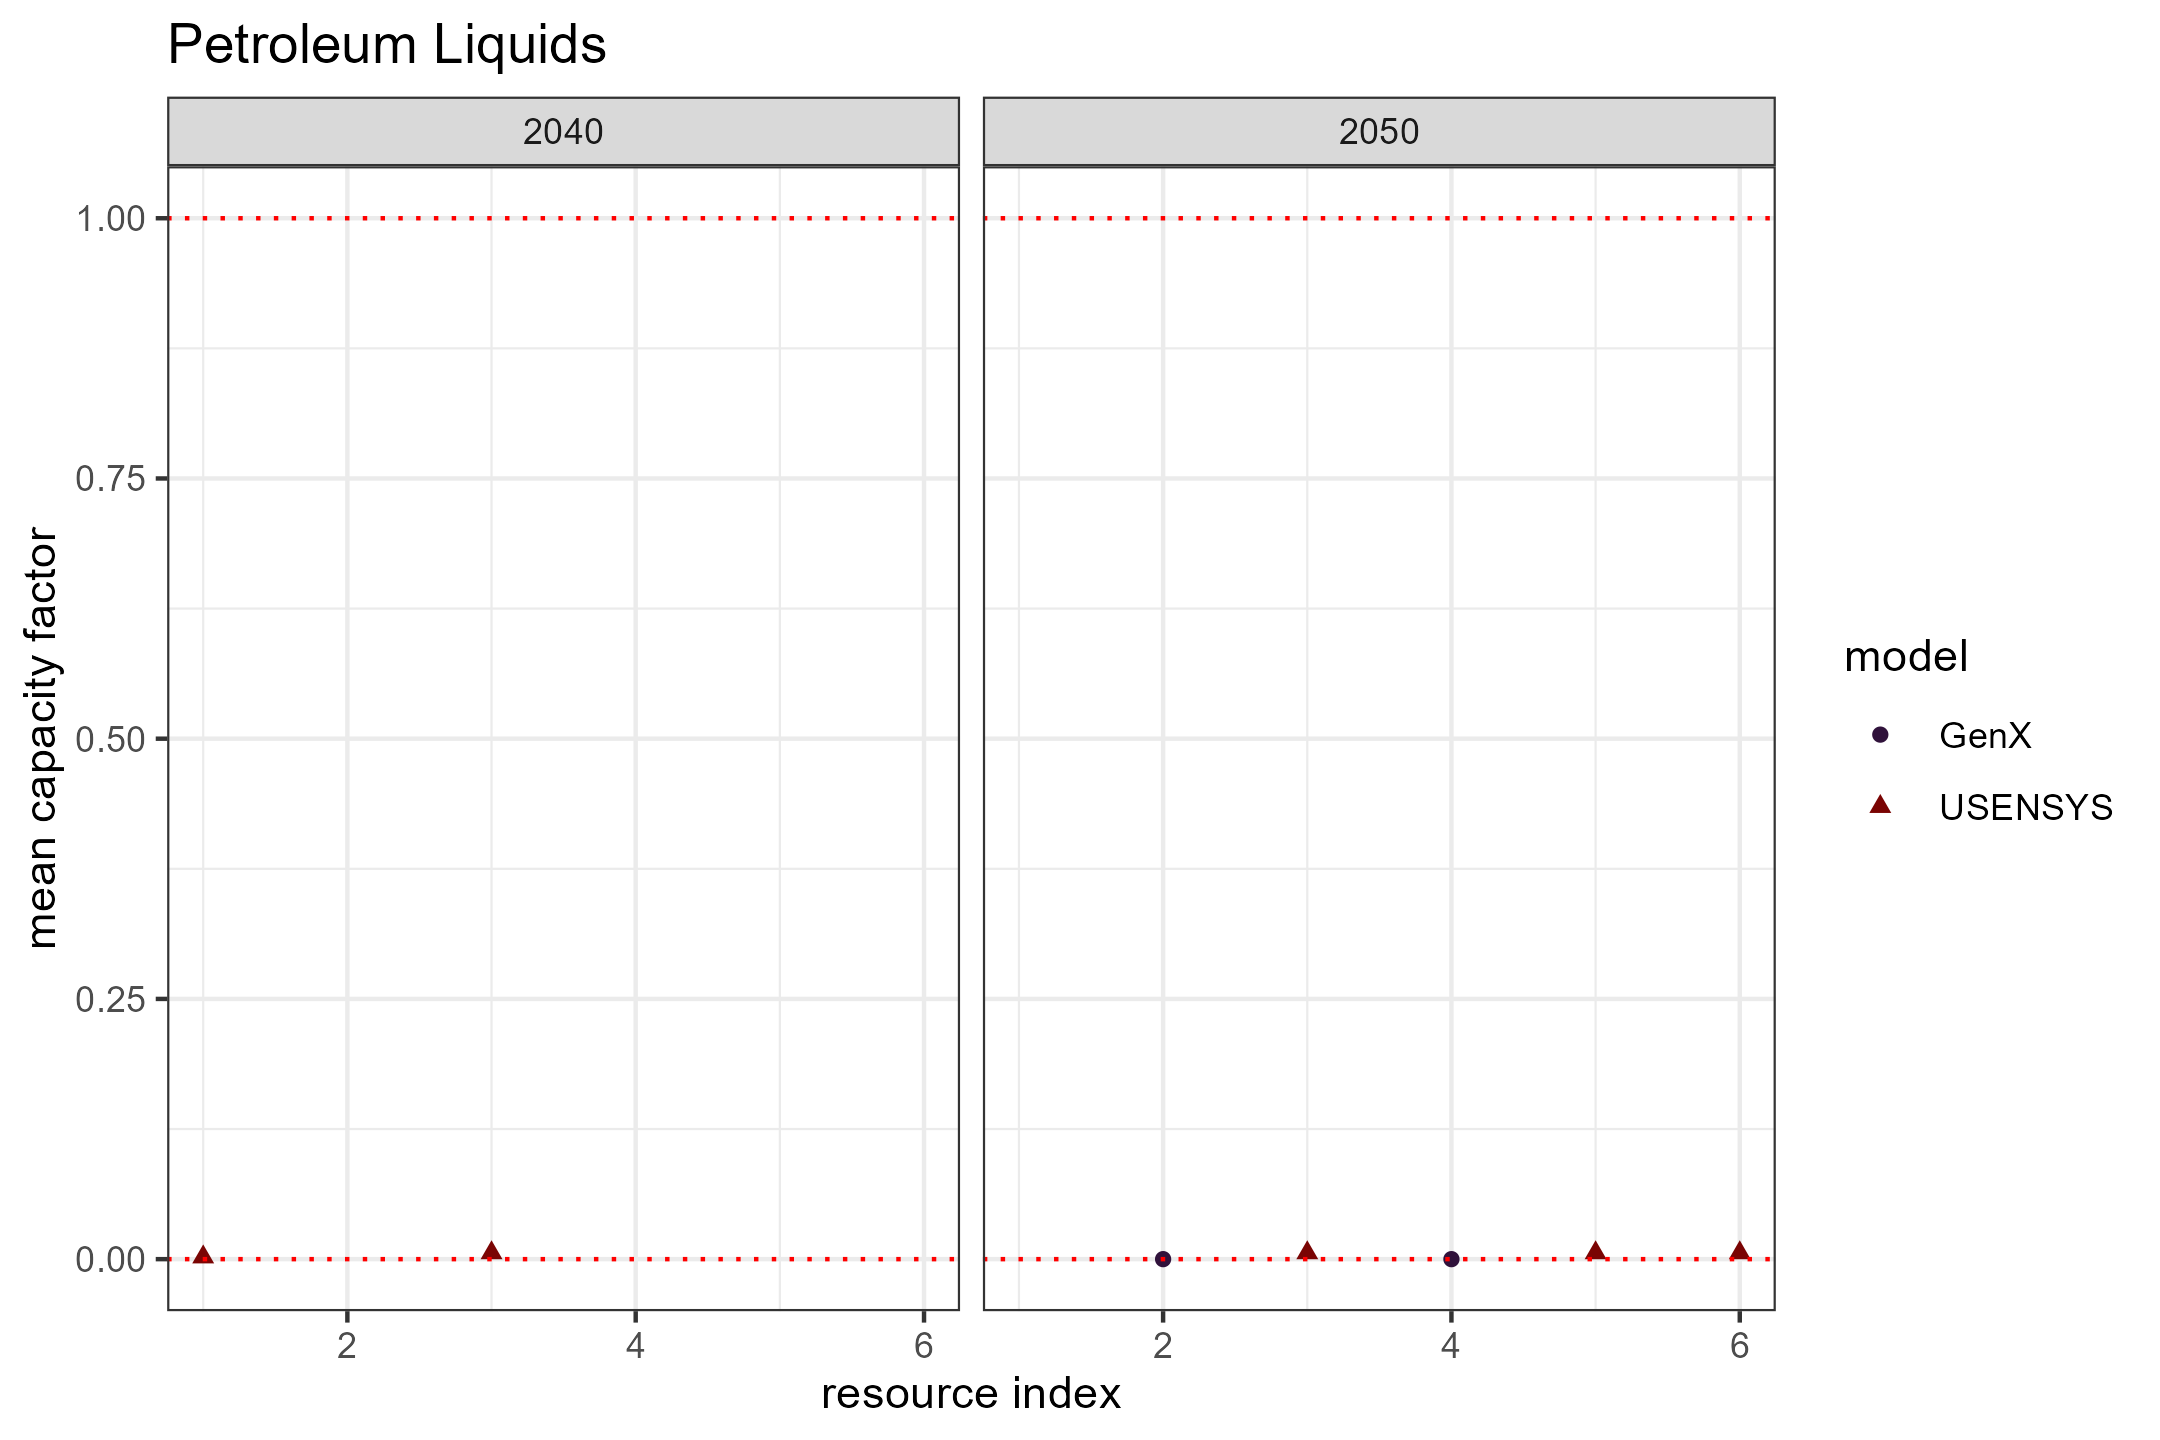 Petroleum Liquids
2040
2050
1.00
0.75
0.50
0.25
0.00
mean capacity factor
2
4
6
2
4
6
resource index
model
GenX
USENSYS